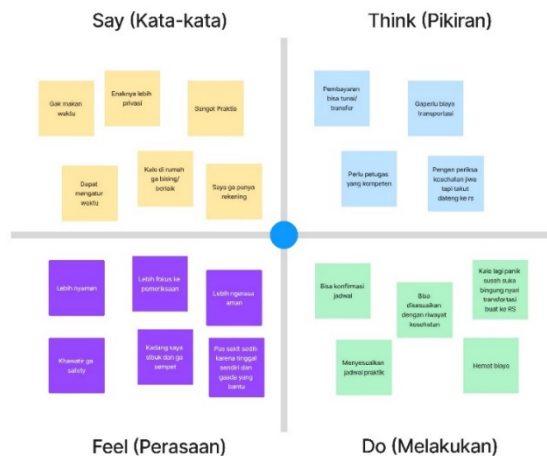 Say (Kata-kata)
Think (Pikiran)
Gak makan
waktu
Enaknya lebih
privasi
Sangat Praktis
Dapat
mengatur
waktu
Kalo di rumah
ga bising/
berisik
Saya ga punya
rekening
Pembayaran
bisa tunai/
transfer
Gaperlu biaya
transportasi
Perlu petugas
yang kompeten
Pengen periksa
kesehatan jiwa
tapi takut
dateng ke rs
Lebih nyaman
Lebih fokus ke
pemeriksaan
Lebih ngerasa
aman
Khawatir ga
safety
Kadang saya
sibuk dan ga
sempet
Pas sakit sedih
karena tinggal
sendiri dan
gaada yang
bantu
Bisa konfirmasi
jadwal
Bisa
disesuaikan
dengan riwayat
kesehatan
Kalo lagi panik
suka
bingung nyari
transportasi
buat ke RS
Menyesuaikan
jadwal praktik
Hemat biaya
Feel (Perasaan)
Do (Melakukan)